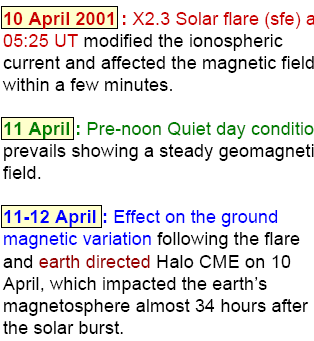 10 April 2001 : X2.3 Solar flare (sfe) a
05:25 UT modified the ionospheric
current and affected the magnetic field
within a few minutes.
11 April : Pre-noon Quiet day conditio
prevails showing a steady geomagneti
field.
11-12 April : Effect on the ground
magnetic variation following the flare
and earth directed Halo CME on 10
April, which impacted the earth's
magnetosphere almost 34 hours after
the solar burst.